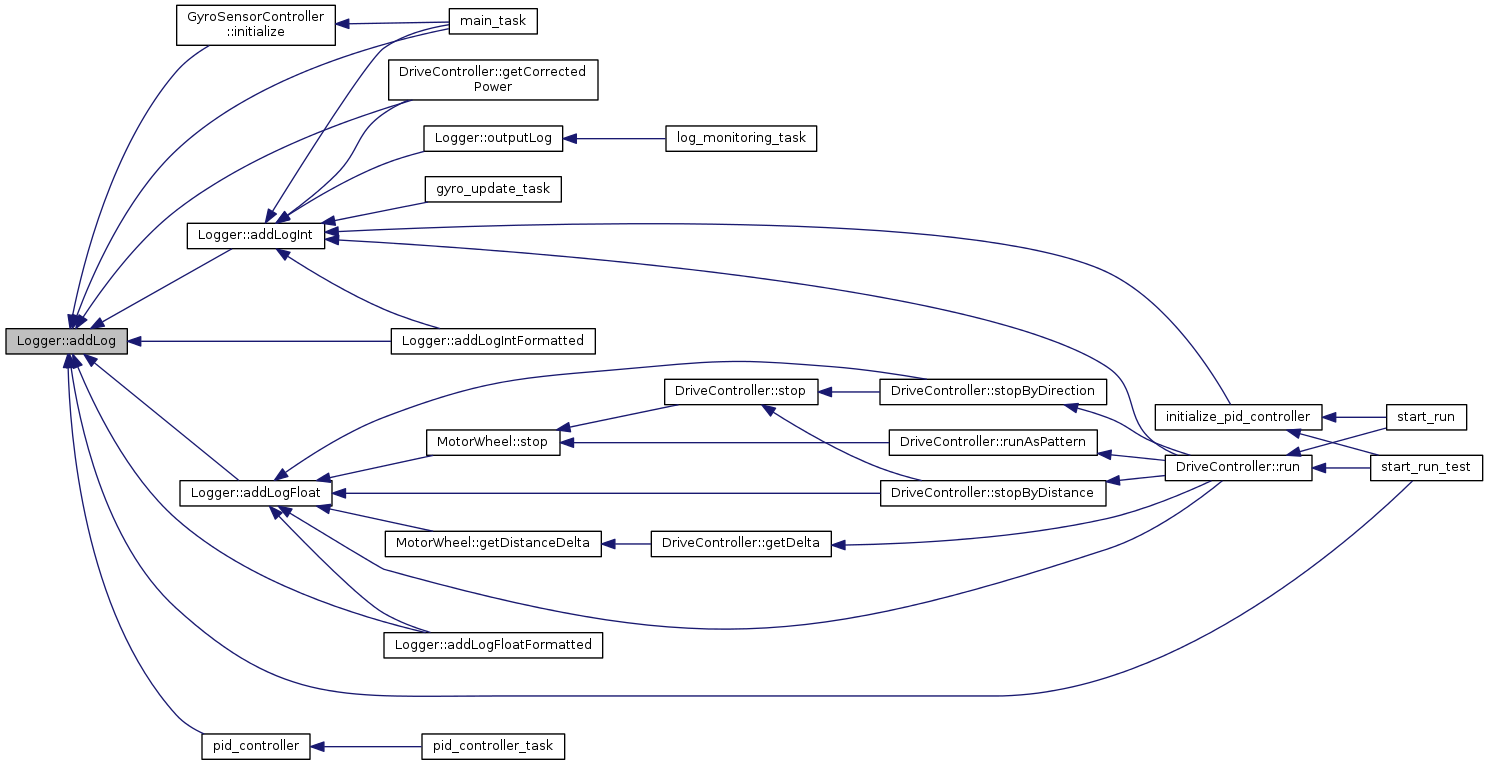 GyroSensorController
::initialize
main_task
DriveController::getCorrected
Power
Logger::outputLog
log_monitoring_task
gyro_update_task
Logger::addLogInt
Logger::addLog
Logger::addLogIntFormatted
DriveController::stop
DriveController::stopByDirection
initialize_pid_controller
start_run
MotorWheel::stop
DriveController::runAsPattern
DriveController::run
start_run_test
Logger::addLogFloat
DriveController::stopByDistance
MotorWheel::getDistanceDelta
DriveController::getDelta
Logger::addLogFloatFormatted
pid_controller
pid_controller_task